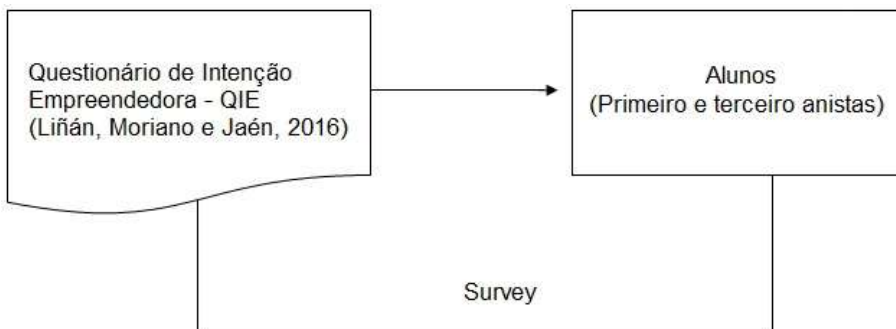 Questionário de Intenção
Empreendedora - QIE
(Liñán, Moriano e Jaén, 2016)
Alunos
(Primeiro e terceiro anistas)
Survey